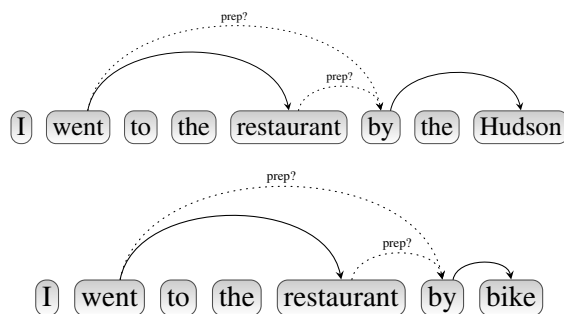 prep?
prep?
I went to the restaurant by the Hudson
prep?
prep?
I went to the restaurant by bike